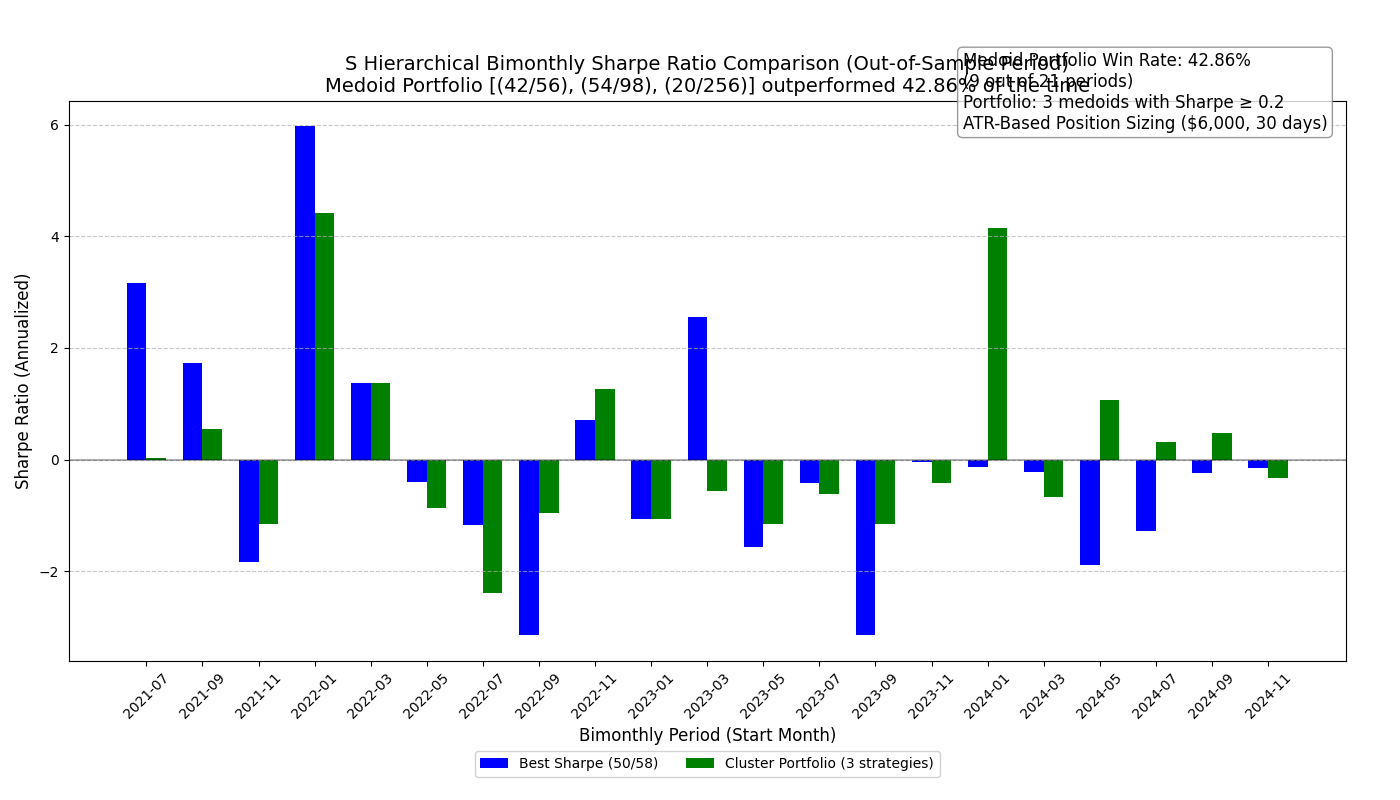 S Hierarchical Bimonthly Sharpe Ratio Comparison (Out-of-Sample Period)
Medoid Portfolio [(42/56), (54/98), (20/256)] outperformed 42.86% of the time
Medoid Portfolio Win Rate: 42.86%
(9 out of 21 periods)
Portfolio: 3 medoids with Sharpe ≥ 0.2
ATR-Based Position Sizing ($6,000, 30 days)
Sharpe Ratio (Annualized)
6
4
2
0
−2
2021-07
2021-09
2021-11
2022-01
2022-03
2022-05
2022-07
2022-09
2022-11
2023-01
2023-03
2023-05
2023-07
2023-09
2023-11
2024-01
2024-03
2024-05
2024-07
2024-09
2024-11
Bimonthly Period (Start Month)
Best Sharpe (50/58)
Cluster Portfolio (3 strategies)